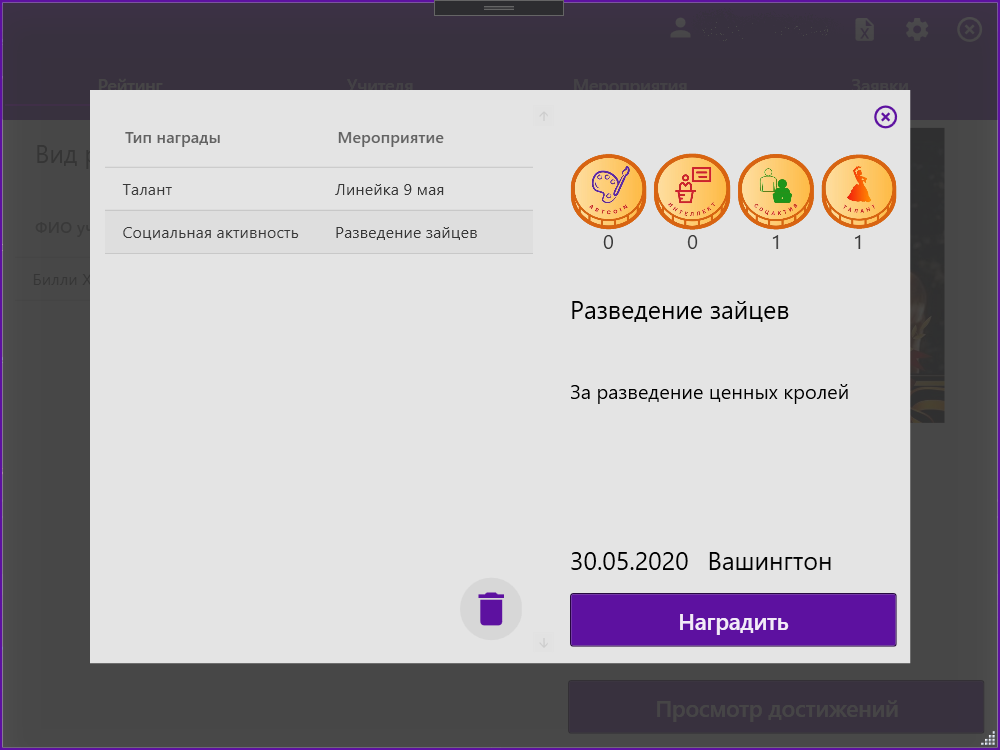 Рейтинг
Учителя
Мероприятия
Заявки
Вид
ФИО
Билли Х
Тип награды
Мероприятие
Талант
Линейка 9 мая
Социальная активность
Разведение зайцев
АРТCOIN
ИНТЕЛЛЕКТ
СОЦАКТИВ
ТАЛАНТ
0
0
1
1
Разведение зайцев
За разведение ценных кролей
30.05.2020 Вашингтон
Наградить
Просмотр достижений